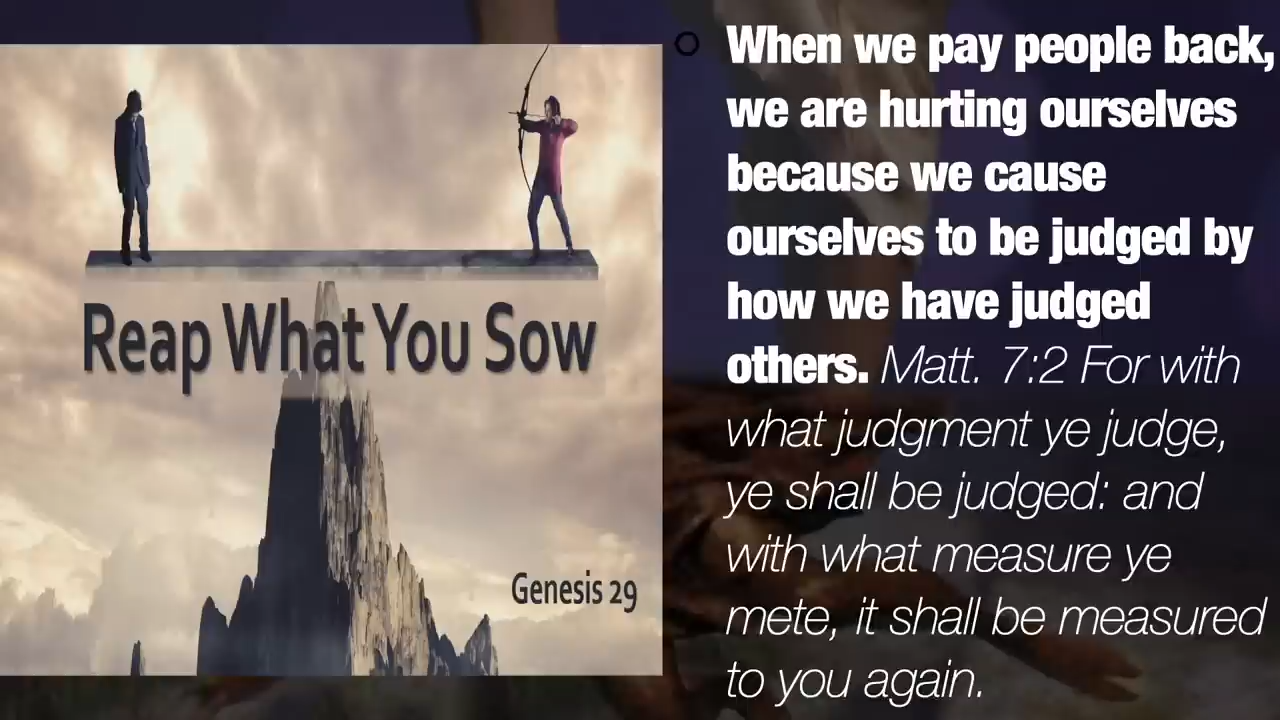 Reap What You Sow
Genesis 29
When we pay people back,
we are hurting ourselves
because we cause
ourselves to be judged by
how we have judged
others. Matt. 7:2 For with
what judgment ye judge,
ye shall be judged: and
with what measure ye
mete, it shall be measured
to you again.